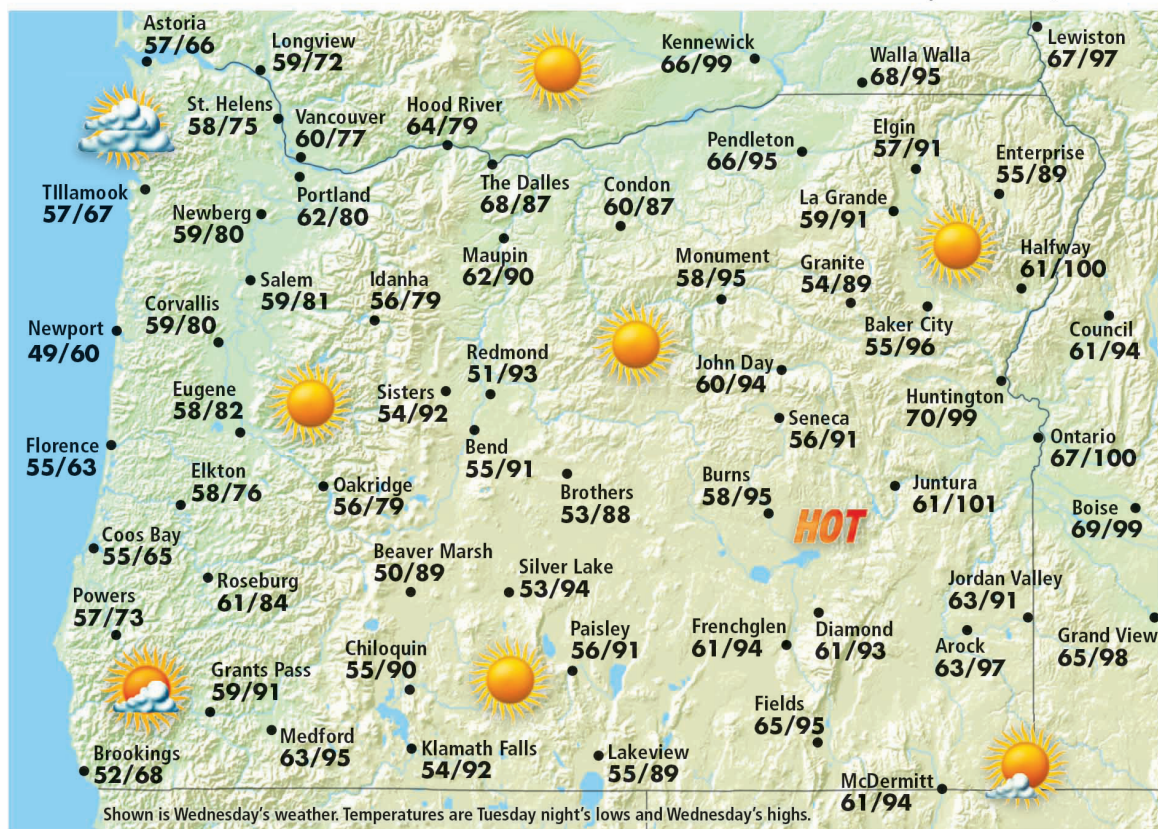 Astoria
57/66
Longview
59/72
Kennewick
66/99
Walla Walla
68/95
Lewiston
67/97
St. Helens
58/75
Vancouver
60/77
Hood River
64/79
Pendleton
66/95
Elgin
57/91
Enterprise
55/89
TIllamook
57/67
Newberg
59/80
Portland
62/80
The Dalles
68/87
Condon
60/87
La Grande
59/91
Maupin
62/90
Monument
58/95
Granite
54/89
Halfway
61/100
Salem
59/81
Idanha
56/79
Corvallis
59/80
Newport
49/60
Baker City
55/96
Council
61/94
Redmond
51/93
John Day
60/94
Eugene
58/82
Sisters
54/92
Huntington
70/99
Seneca
56/91
Florence
55/63
Bend
55/91
Ontario
67/100
Elkton
58/76
Oakridge
56/79
Brothers
53/88
Burns
58/95
Juntura
61/101
Boise
69/99
HOT
Coos Bay
55/65
Beaver Marsh
50/89
Silver Lake
53/94
Roseburg
61/84
Jordan Valley
63/91
Powers
57/73
Paisley
56/91
Frenchglen
61/94
Diamond
61/93
Arock
63/97
Grand View
65/98
Chiloquin
55/90
Grants Pass
59/91
Fields
65/95
Medford
63/95
Klamath Falls
54/92
Lakeview
55/89
Brookings
52/68
McDermitt
61/94
Shown is Wednesday's weather. Temperatures are Tuesday night's lows and Wednesday's highs.